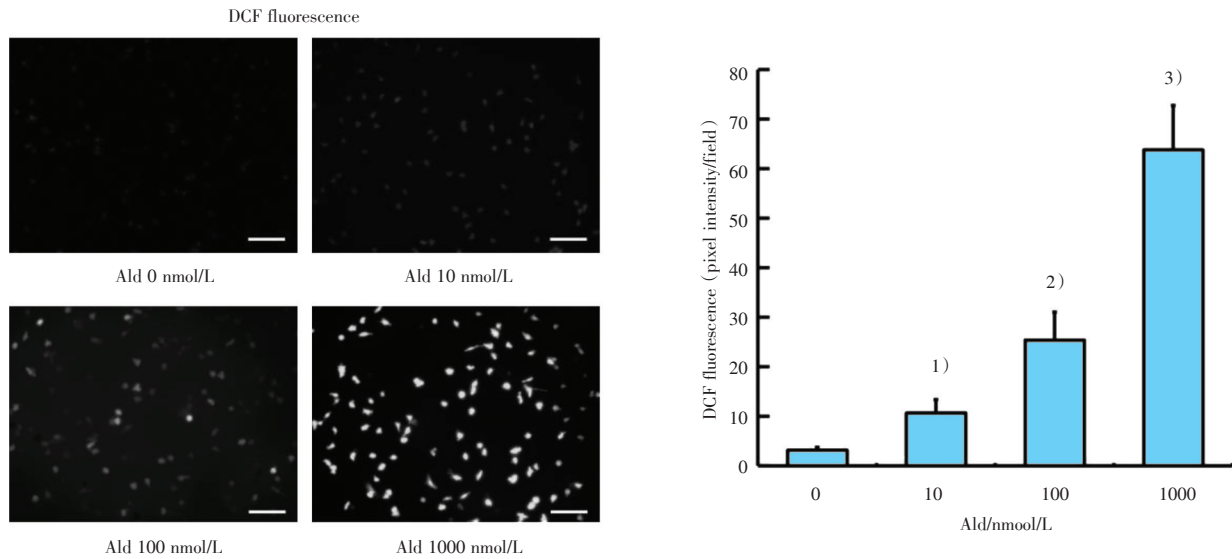 DCF fluorescence
Ald 0 nmol/L
Ald 10 nmol/L
Ald 100 nmol/L
Ald 1000 nmol/L
DCF fluorescence（pixel intensity/field）
80
70
60
50
40
30
20
10
0
1）
2）
3）
0
10
100
1000
Ald/nmool/L